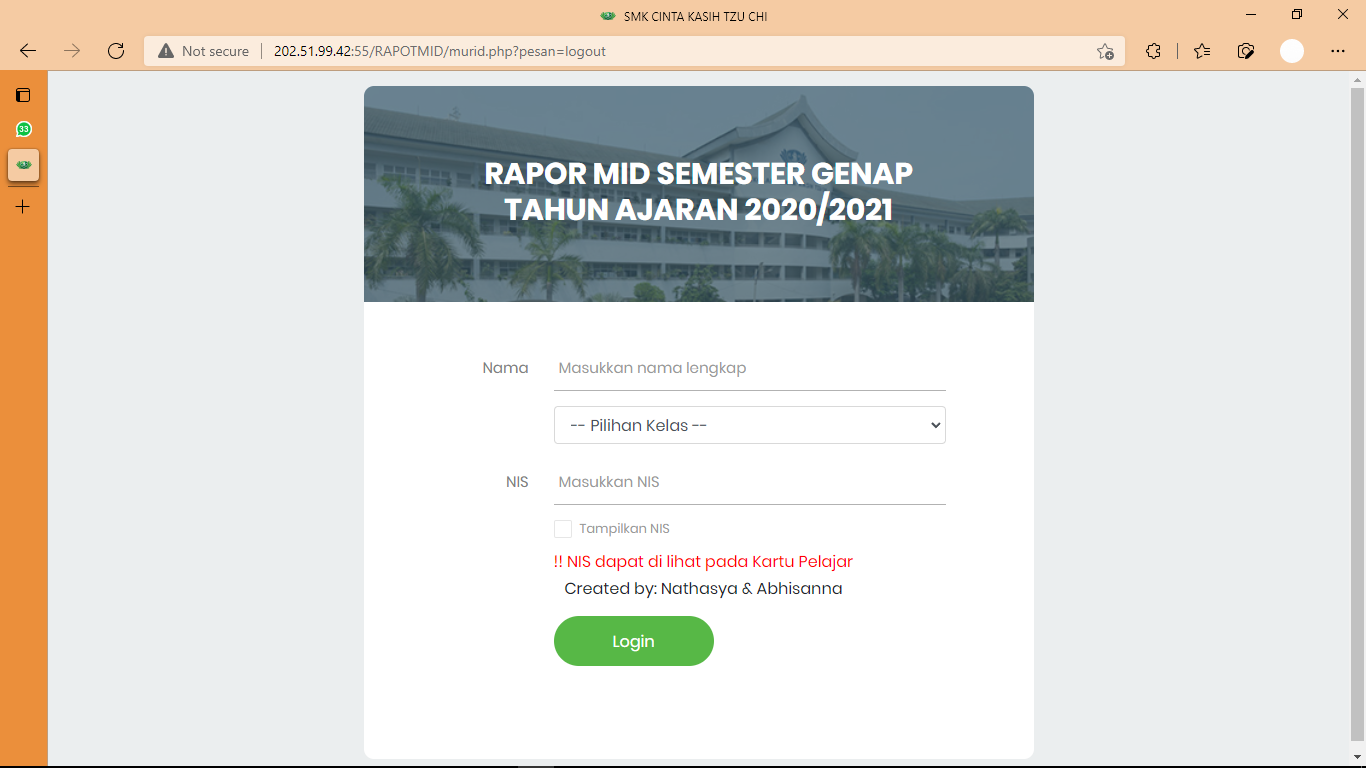 SMK CINTA KASIH TZU CHI
Not secure
202.51.99.42:55/RAPOTMID/murid.php?pesan=logout
33
RAPOR MID SEMESTER GENAP
TAHUN AJARAN 2020/2021
Nama
Masukkan nama lengkap
-- Pilihan Kelas --
NIS
Masukkan NIS
Tampilkan NIS
!! NIS dapat di lihat pada Kartu Pelajar
Created by: Nathasya & Abhisanna
Login